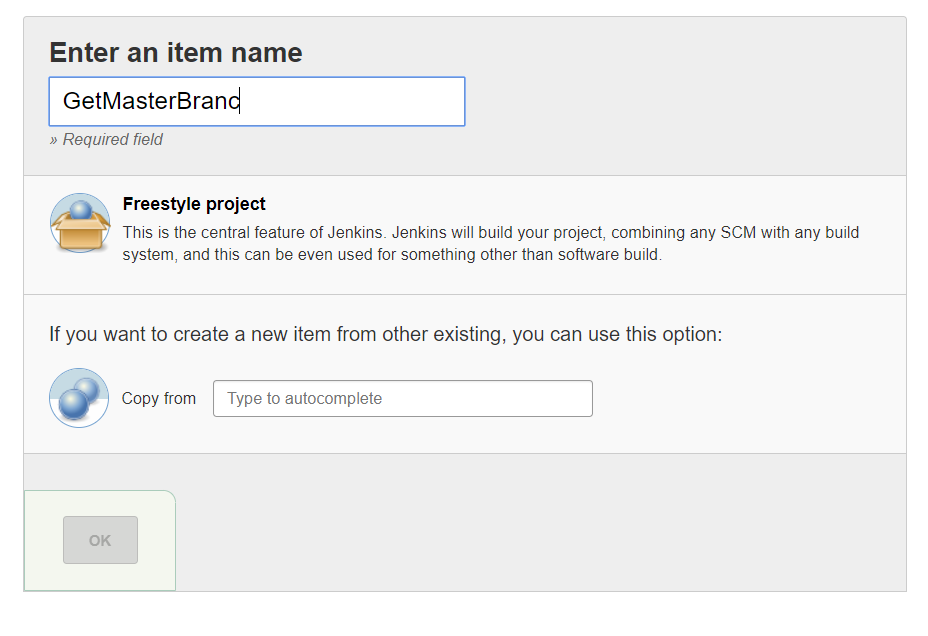 Enter an item name
GetMasterBranc
» Required field
Freestyle project
This is the central feature of Jenkins. Jenkins will build your project, combining any SCM with any build
system, and this can be even used for something other than software build.
If you want to create a new item from other existing, you can use this option:
Copy from
Type to autocomplete
OK